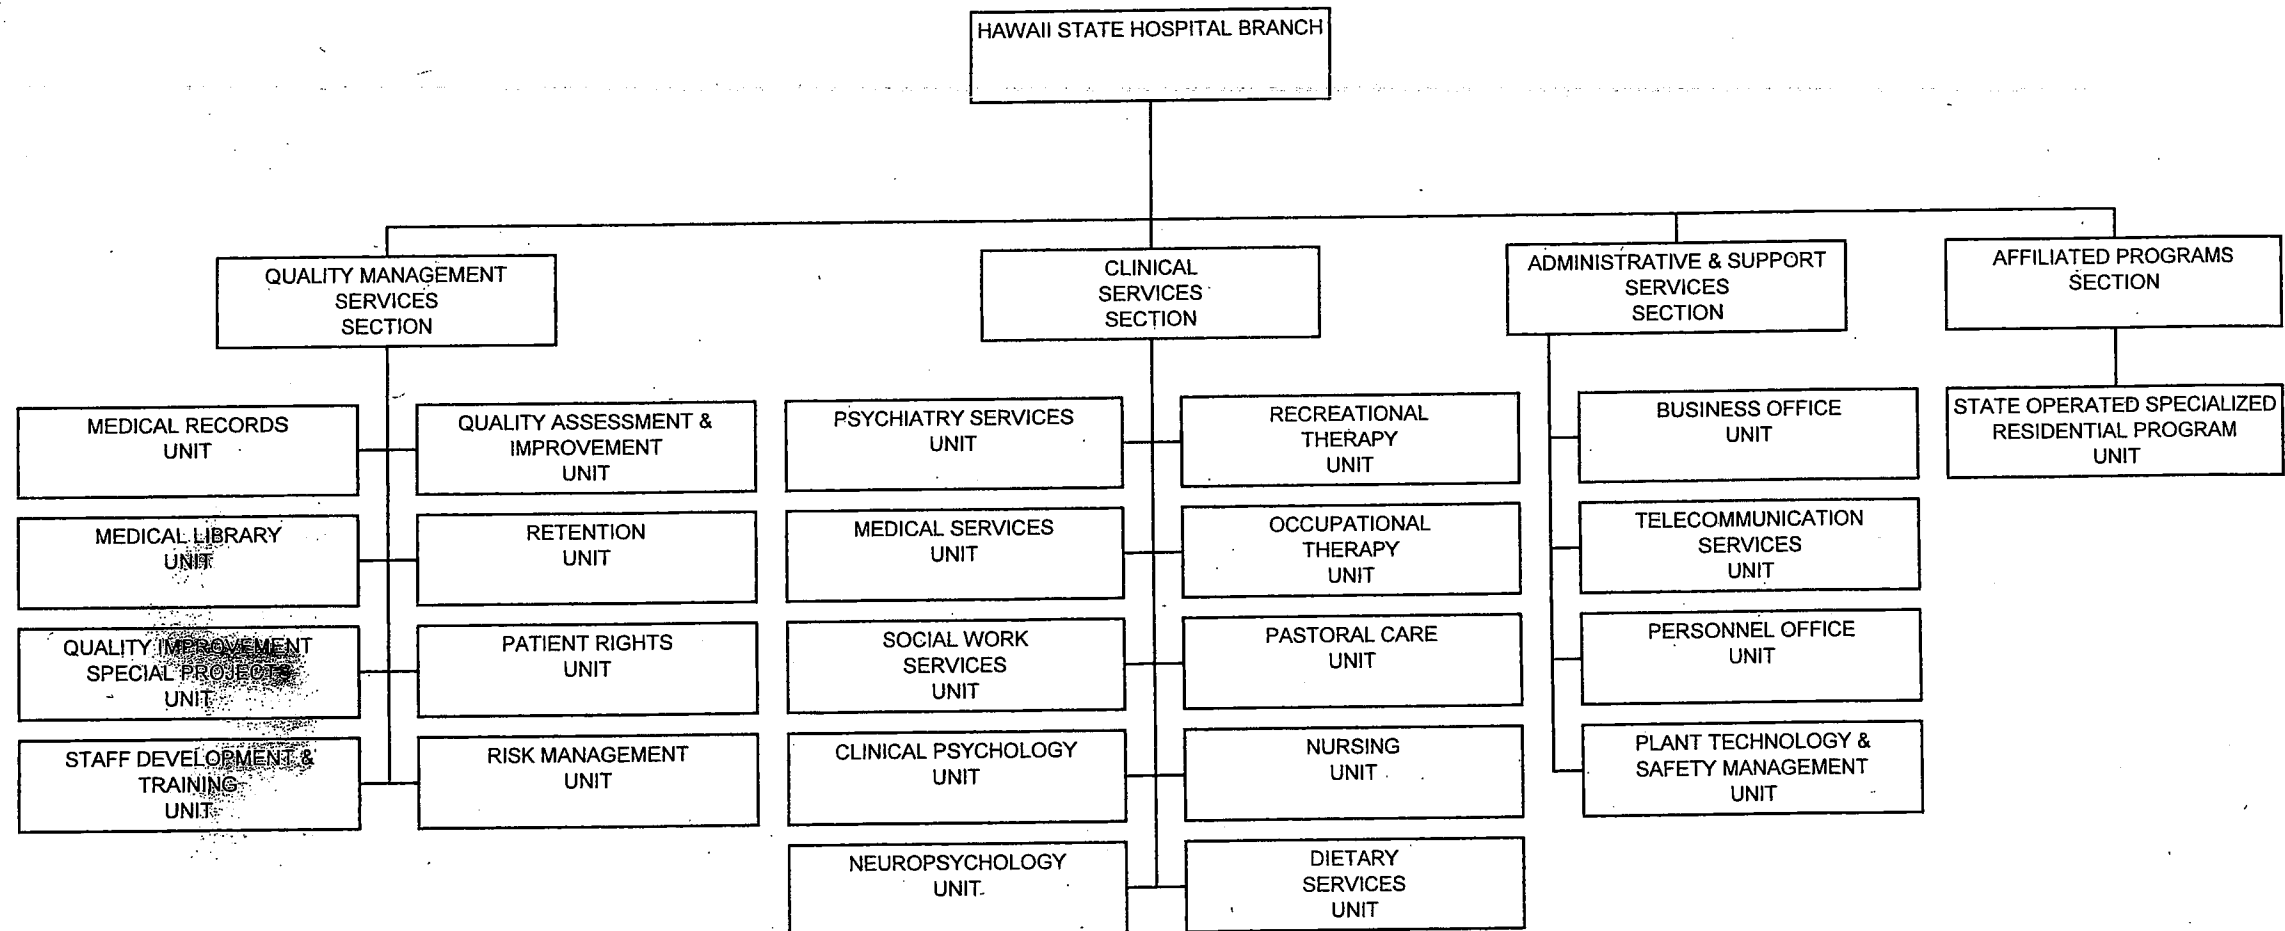 HAWAII STATE HOSPITAL BRANCH
QUALITY MANAGEMENT
SERVICES
SECTION
CLINICAL
SERVICES
SECTION
ADMINISTRATIVE & SUPPORT
SERVICES
SECTION
AFFILIATED PROGRAMS
SECTION
MEDICAL RECORDS
UNIT
QUALITY ASSESSMENT &
IMPROVEMENT
UNIT
MEDICAL LIBRARY
UNIT
RETENTION
UNIT
QUALITY IMPROVEMENT
SPECIAL PROJECTS
UNIT
PATIENT RIGHTS
UNIT
STAFF DEVELOPMENT &
TRAINING
UNIT
RISK MANAGEMENT
UNIT
PSYCHIATRY SERVICES
UNIT
RECREATIONAL
THERAPY
UNIT
MEDICAL SERVICES
UNIT
OCCUPATIONAL
THERAPY
UNIT
SOCIAL WORK
SERVICES
UNIT
PASTORAL CARE
UNIT
CLINICAL PSYCHOLOGY
UNIT
NURSING
UNIT
NEUROPSYCHOLOGY
UNIT
DIETARY
SERVICES
UNIT
BUSINESS OFFICE
UNIT
TELECOMMUNICATION
SERVICES
UNIT
PERSONNEL OFFICE
UNIT
PLANT TECHNOLOGY &
SAFETY MANAGEMENT
UNIT
STATE OPERATED SPECIALIZED
RESIDENTIAL PROGRAM
UNIT